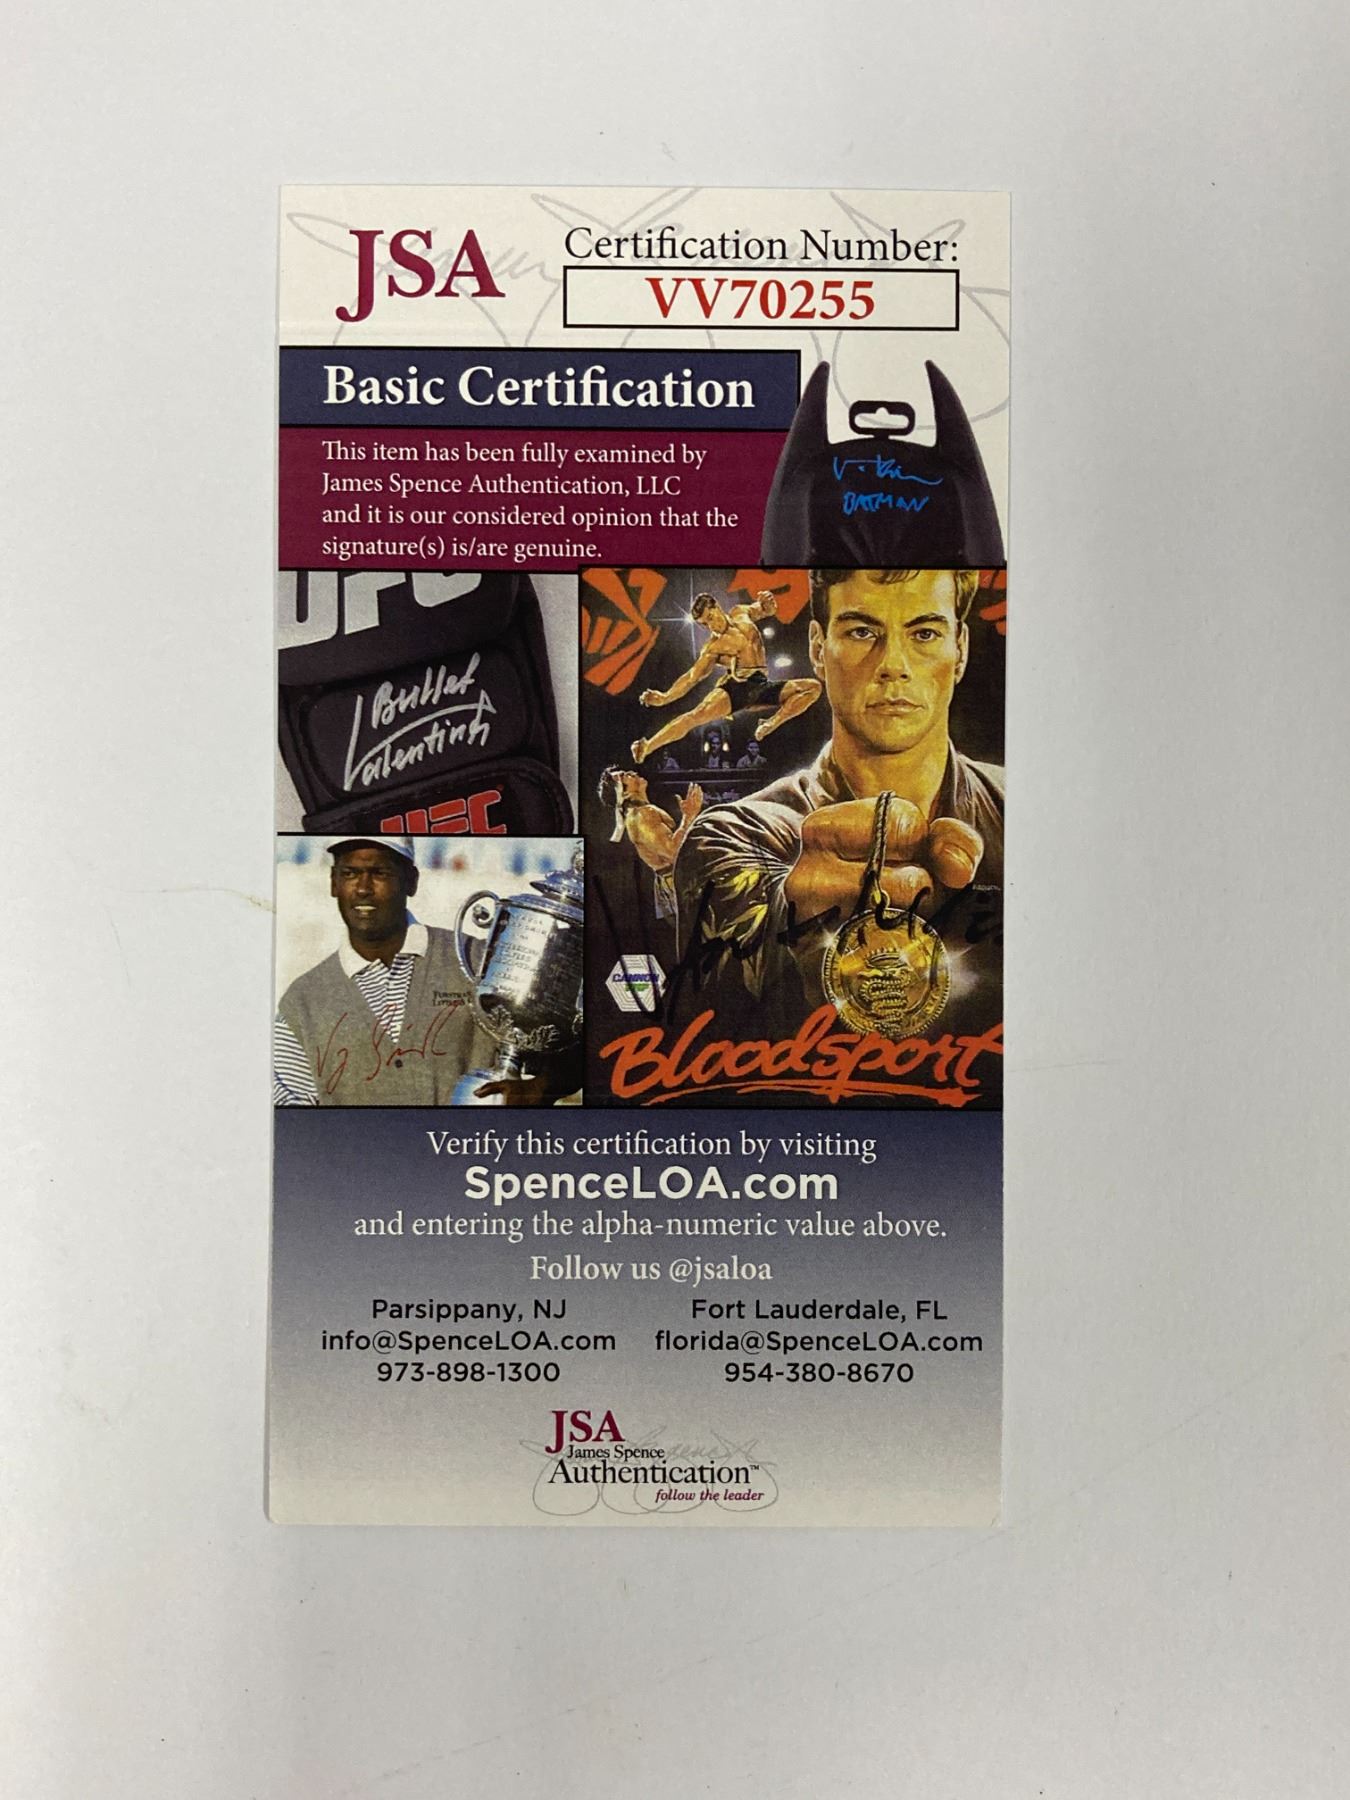 JSA
Certification Number:
VV70255
Basic Certification
This item has been fully examined by
James Spence Authentication, LLC
and it is our considered opinion that the
signature(s) is/are genuine.
BATMAN
UFC
Bullet
Valentina
UFC
CANNON
Bloodsport
Verify this certification by visiting
SpenceLOA.com
and entering the alpha-numeric value above.
Follow us @jsaloa
Parsippany, NJ
info@SpenceLOA.com
973-898-1300
Fort Lauderdale, FL
florida@SpenceLOA.com
954-380-8670
JSA
James Spence
Authentication™
follow the leader